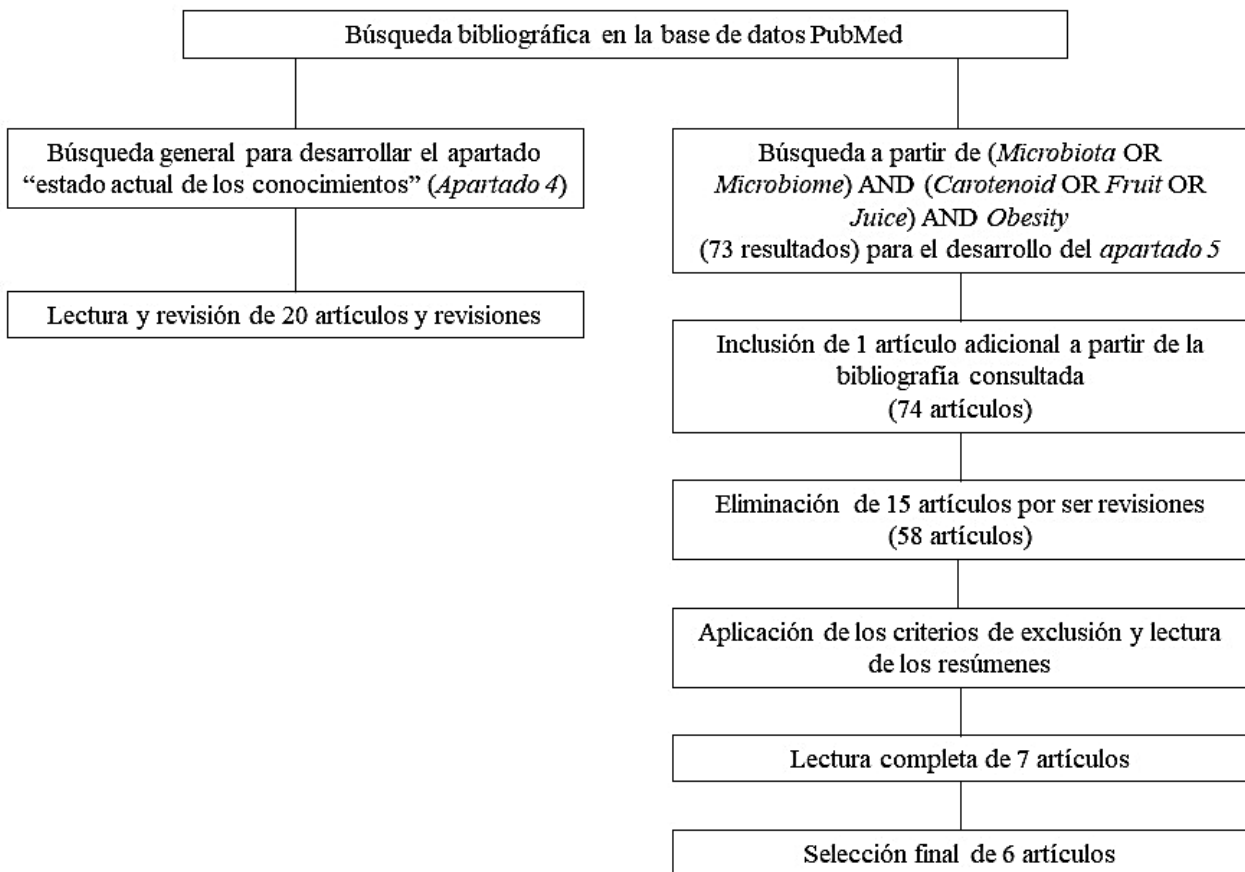 Búsqueda bibliográfica en la base de datos PubMed
Búsqueda general para desarrollar el apartado
“estado actual de los conocimientos” (Apartado 4)
Lectura y revisión de 20 artículos y revisiones
Búsqueda a partir de (Microbiota OR
Microbiome) AND (Carotenoid OR Fruit OR
Juice) AND Obesity
(73 resultados) para el desarrollo del apartado 5
Inclusión de 1 artículo adicional a partir de la
bibliografía consultada
(74 artículos)
Eliminación de 15 artículos por ser revisiones
(58 artículos)
Aplicación de los criterios de exclusión y lectura
de los resúmenes
Lectura completa de 7 artículos
Selección final de 6 artículos